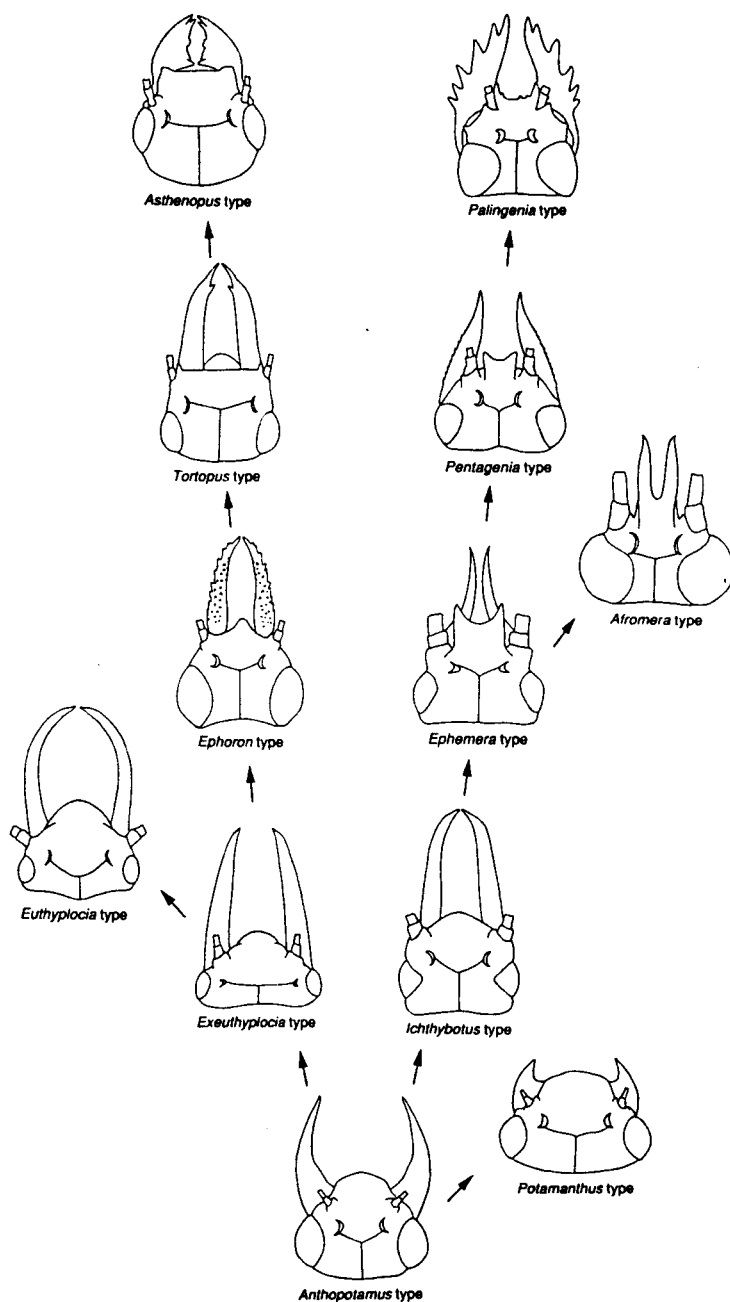 Asthenopus type
Palingenia type
Tortopus type
Pentagenia type
Afromera type
Ephoron type
Ephemera type
Euthyplocia type
Exeuthyplocia type
Ichthybotus type
Potamanthus type
Anthopotamus type